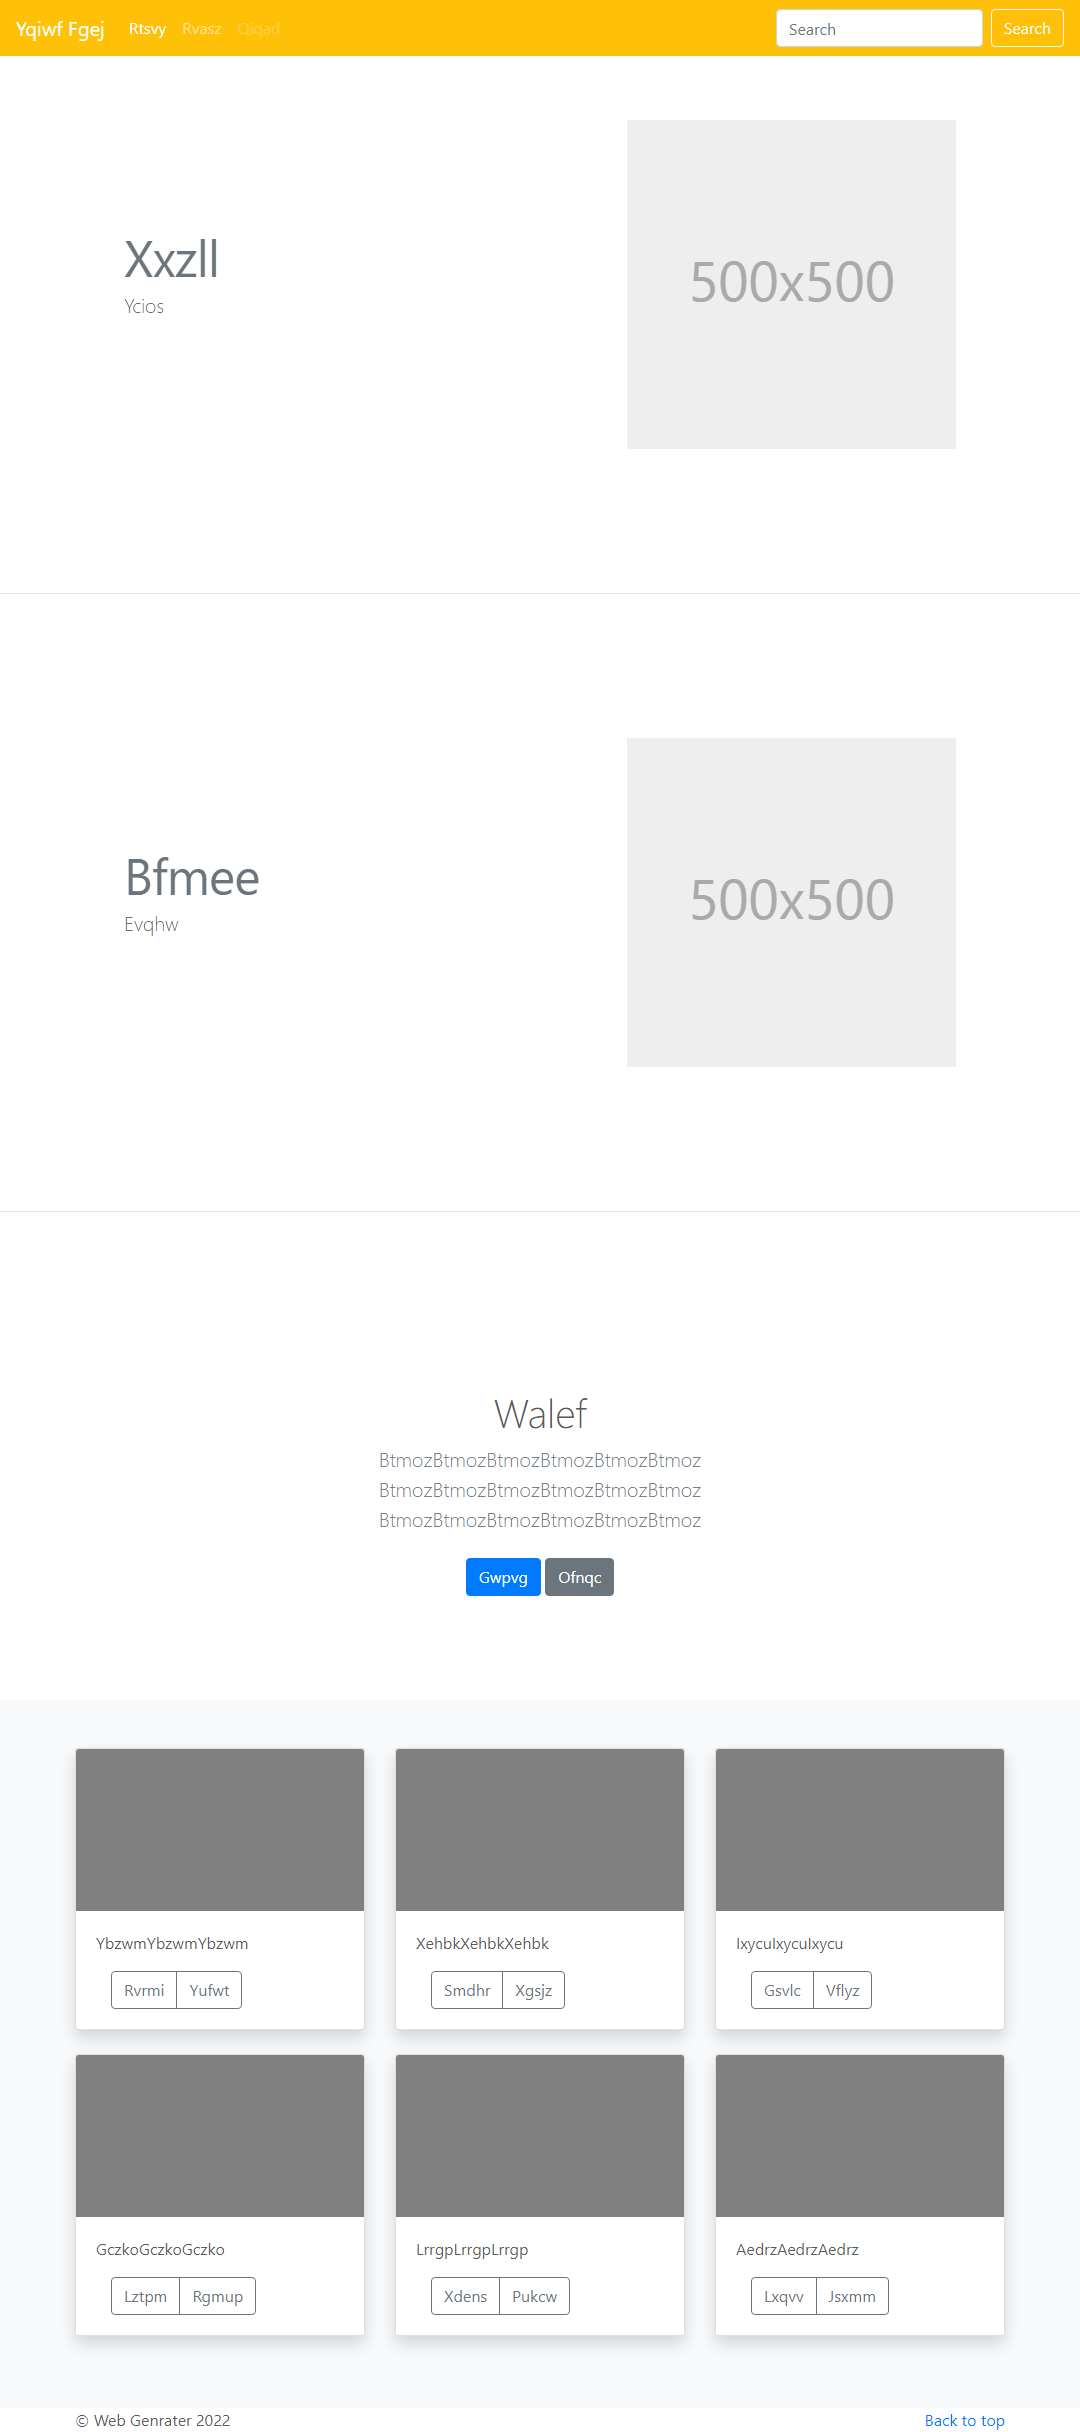 Yqiwf Fgej Rtsvy Rvasz Qiqad Search Search
Xxzll
Ycios
500x500
Bfmee
Evqhw
500x500
Walef
BtmozBtmozBtmozBtmozBtmozBtmoz
BtmozBtmozBtmozBtmozBtmozBtmoz
BtmozBtmozBtmozBtmozBtmozBtmoz
Gwpvg Ofnqc
YbzwmYbzwmYbzwm
Rvrmi Yufwt
XehbkXehbkXehbk
Smdhr Xgsjz
IxycuIxycuIxycu
Gsvlc Vflyz
GczkoGczkoGczko
Lztpm Rgmup
LrrgpLrrgpLrrgp
Xdens Pukcw
AedrzAedrzAedrz
Lxqvv Jsxmm
© Web Genrater 2022 Back to top